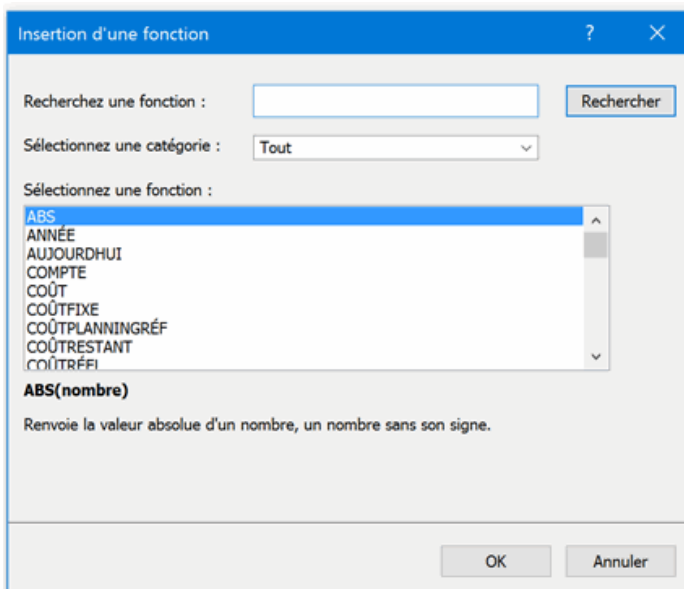 Insertion d'une fonction ? ×
Recherchez une fonction : Rechercher
Sélectionnez une catégorie : Tout
Sélectionnez une fonction :
ABS
ANNÉE
AUJOURDHUI
COMPTE
COÛT
COÛTFIXE
COÛTPLANNINGRÉF
COÛTRESTANT
COÛTRÉEL
ABS(nombre)
Renvoie la valeur absolue d'un nombre, un nombre sans son signe.
OK Annuler